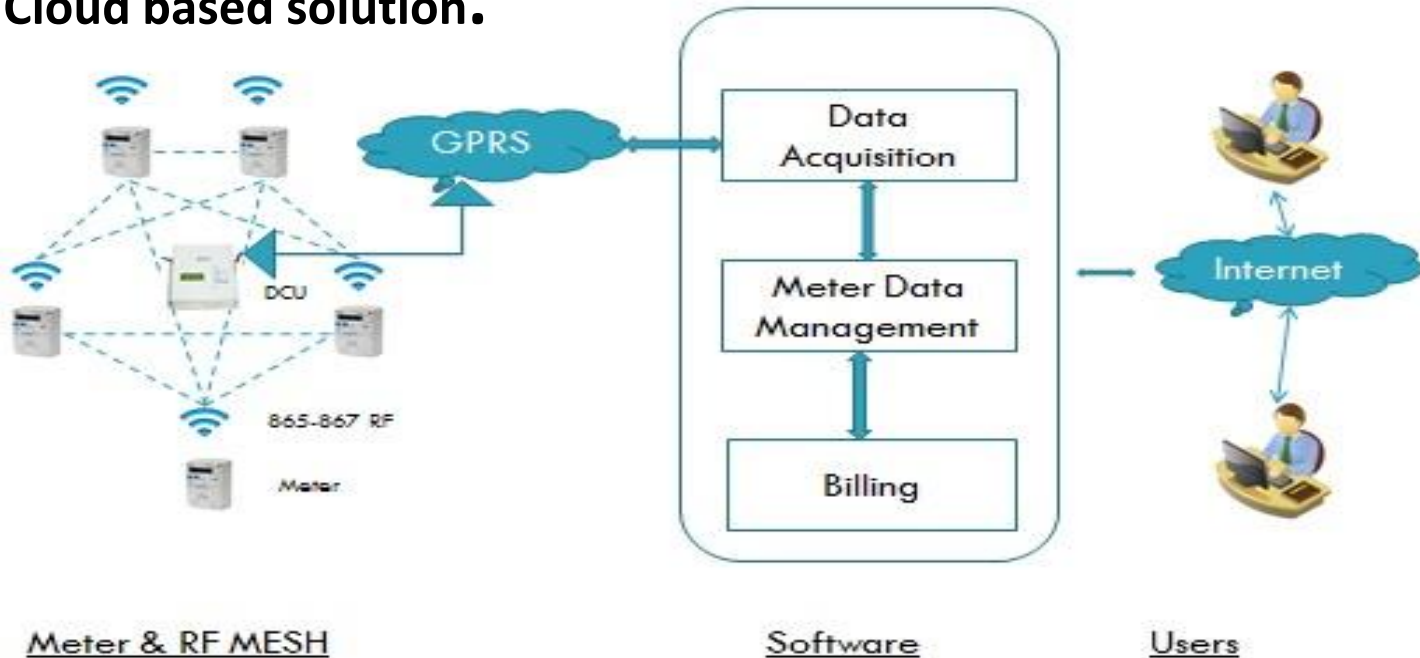 Cloud based solution.
GPRS
Data
Acquisition
DCU
Meter Data
Management
Internet
865-867 RF
Meter
Billing
Meter & RF MESH
Software
Users